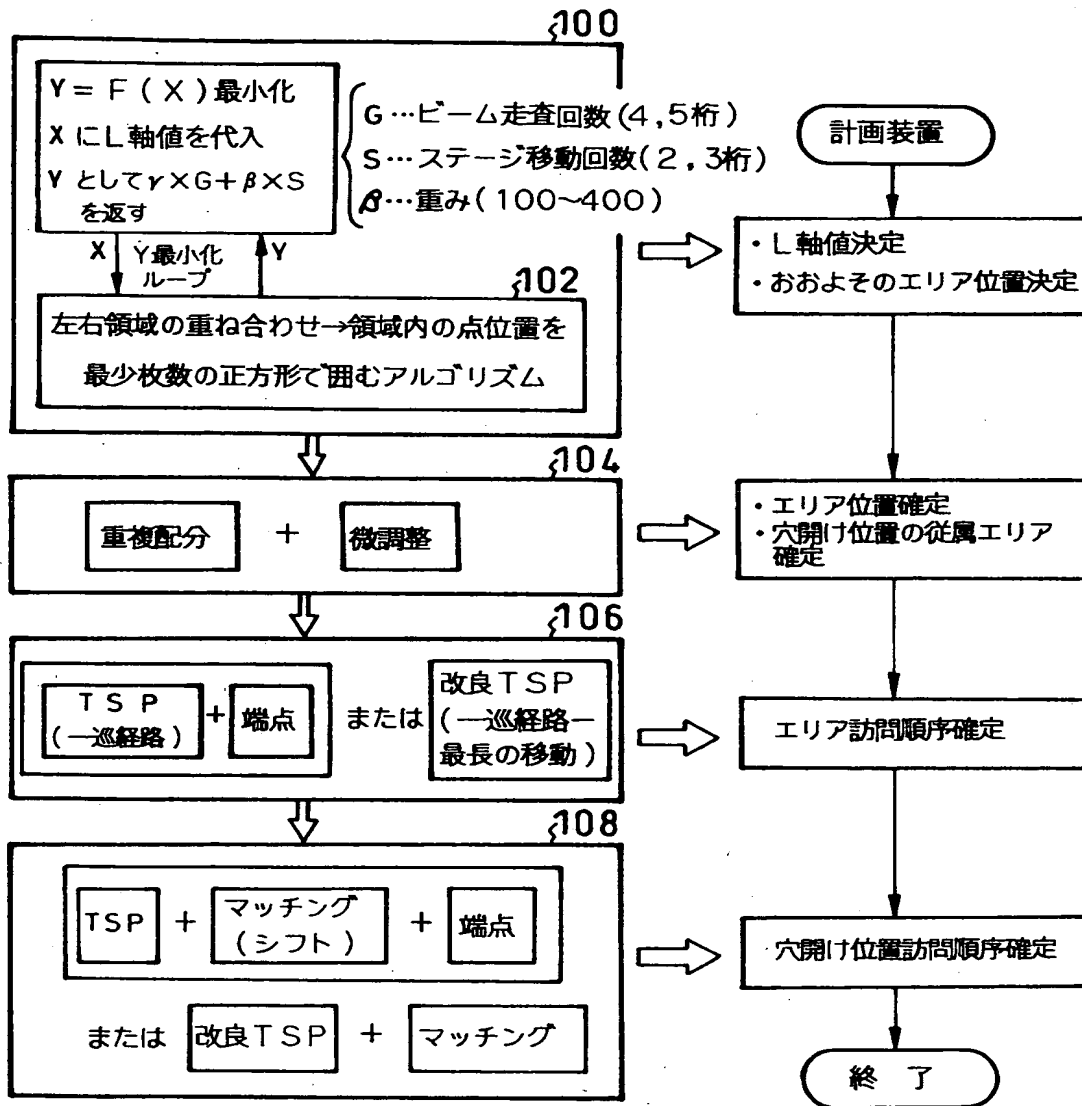 100
Y = F ( X ) 最小化
X にL軸値を代入
Y としてγ×G+β×S
を返す
G…ビーム走査回数(4,5桁)
S…ステージ移動回数(2,3桁)
β…重み(100~400)
X
Y最小化
ループ
Y
102
左右領域の重ね合わせ→領域内の点位置を
最少枚数の正方形で囲むアルゴリズム
計画装置
・L軸値決定
・おおよそのエリア位置決定
104
重複配分
+
微調整
・エリア位置確定
・穴開け位置の従属エリア
確定
106
TSP
(一巡経路)
+
端点
または
改良TSP
(一巡経路-
最長の移動)
エリア訪問順序確定
108
TSP
+
マッチング
(シフト)
+
端点
または
改良TSP
+
マッチング
穴開け位置訪問順序確定
終 了